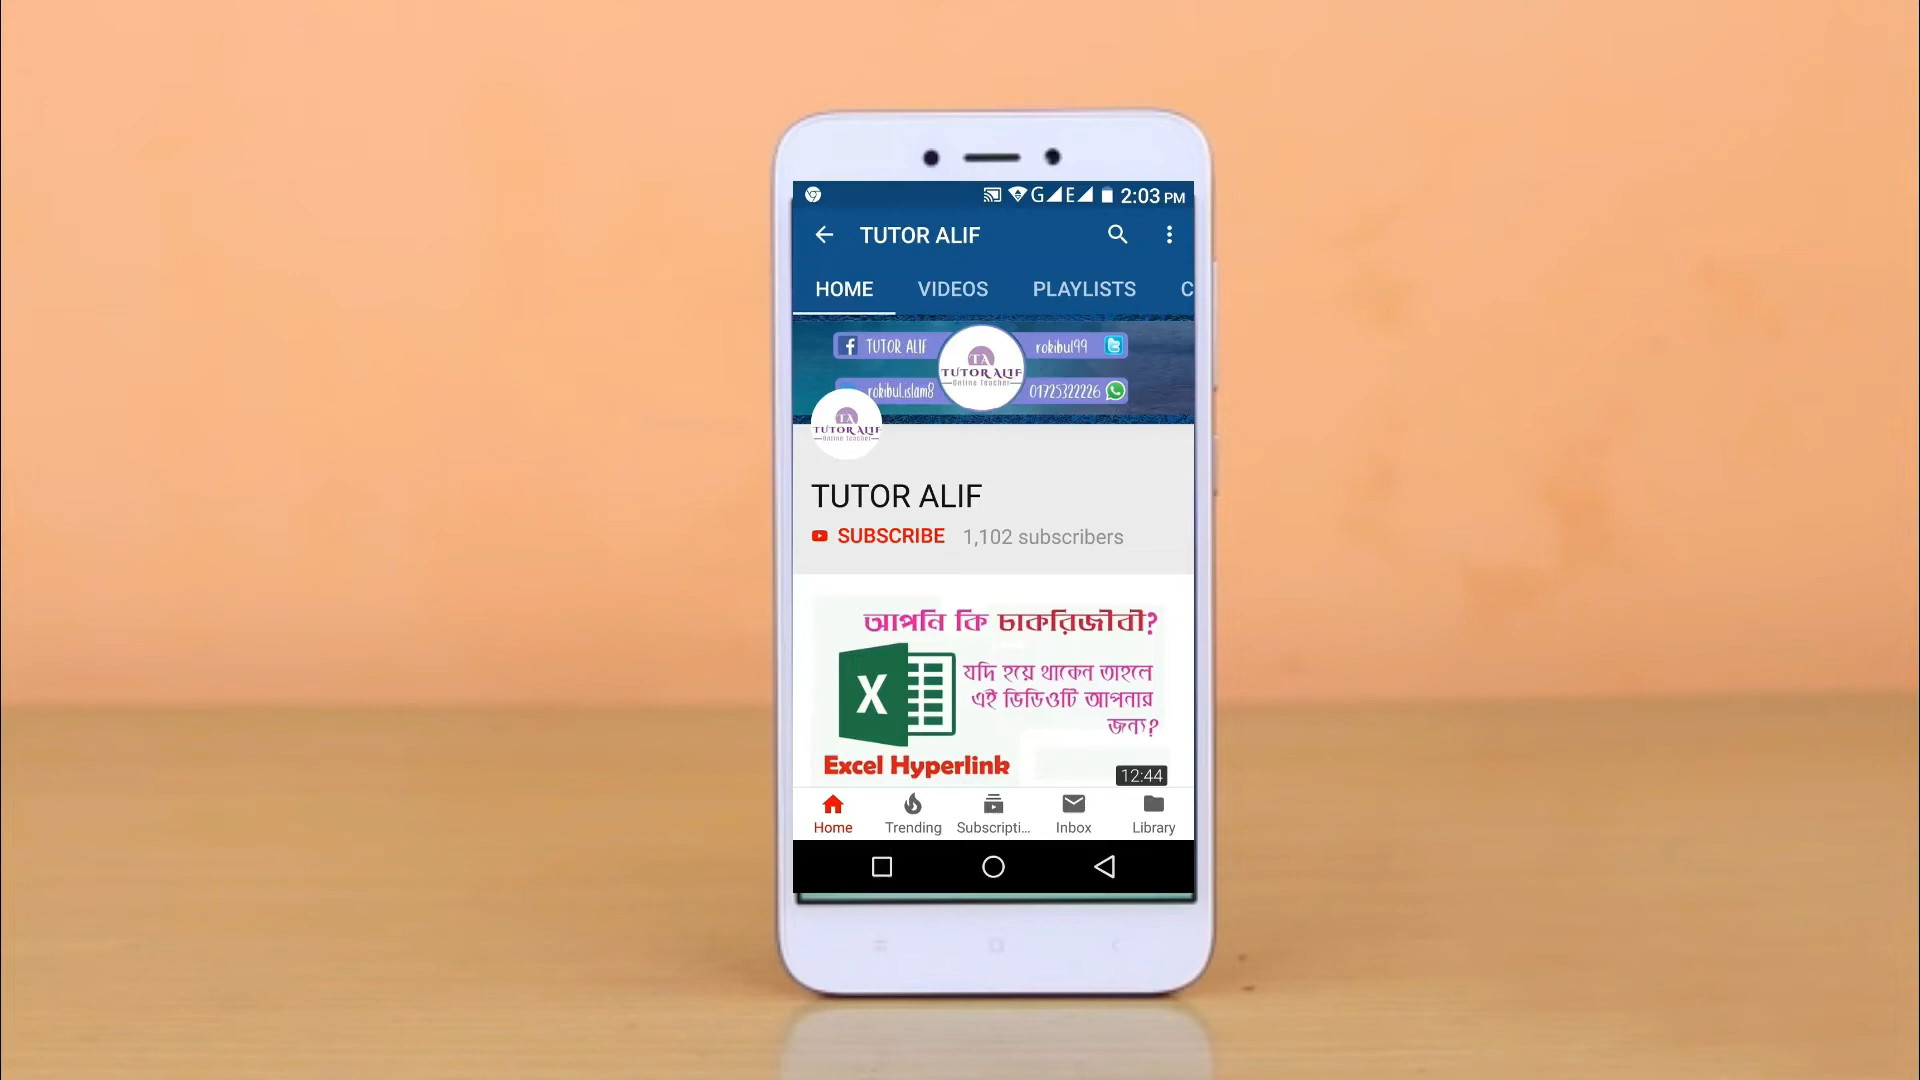 G E 2:03 PM
TUTOR ALIF
HOME VIDEOS PLAYLISTS C
TUTOR ALIF
rokibul99
rokibul.islam8
01725322226
TA
TUTOR ALIF
Online Teacher
TA
TUTOR ALIF
Online Teacher
TUTOR ALIF
SUBSCRIBE 1,102 subscribers
আপনি কি চাকরিজীবী?
যদি হয়ে থাকেন তাহলে
এই ভিডিওটি আপনার
জন্য?
X
Excel Hyperlink
12:44
Home Trending Subscripti... Inbox Library